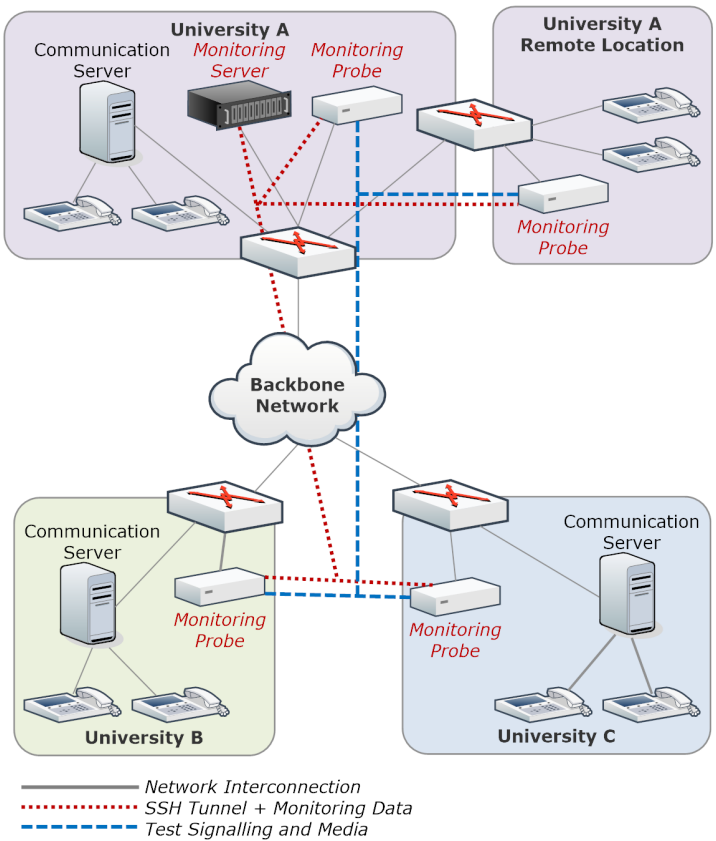 University A
Communication
Server
Monitoring
Server
Monitoring
Probe
University A
Remote Location
Monitoring
Probe
Backbone
Network
Communication
Server
Monitoring
Probe
University B
Communication
Server
Monitoring
Probe
University C
Network Interconnection
SSH Tunnel + Monitoring Data
Test Signalling and Media